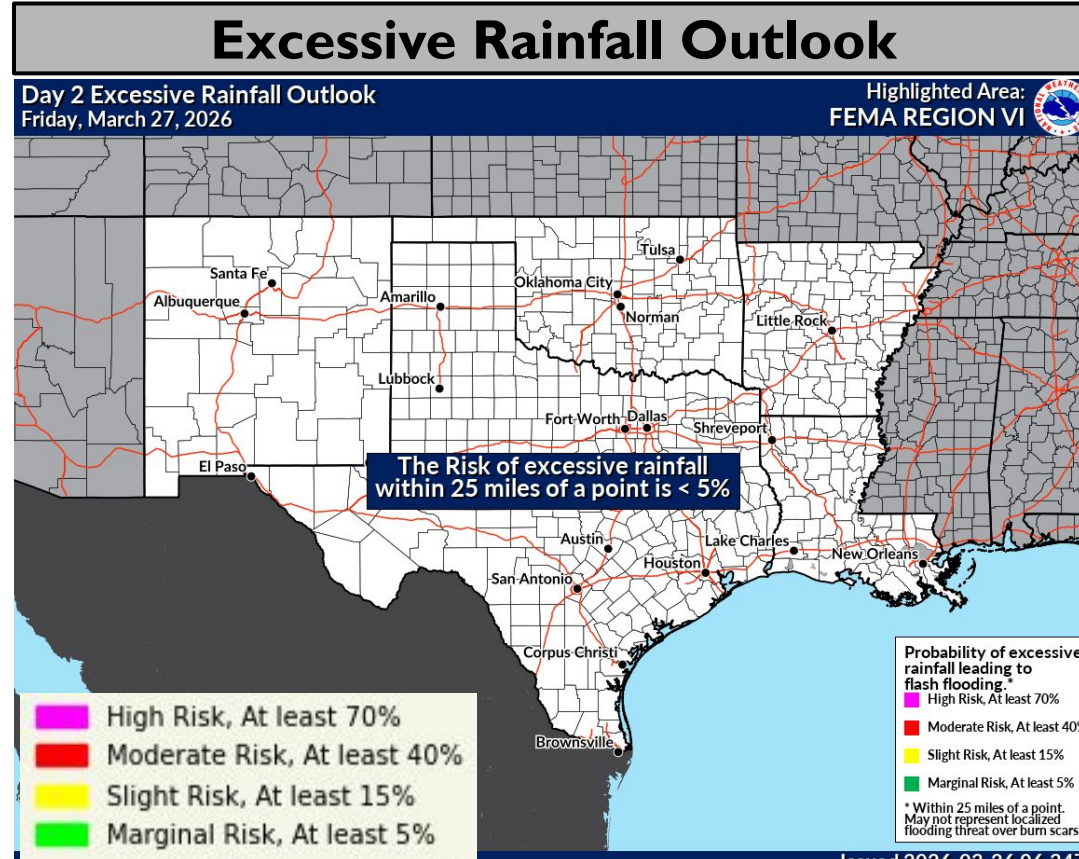 Excessive Rainfall Outlook
Day 2 Excessive Rainfall Outlook
Friday, March 27, 2026
Highlighted Area:
FEMA REGION VI
Santa Fe
Albuquerque
Amarillo
Lubbock
Tulsa
Oklahoma City
Norman
Little Rock
Fort Worth
Dallas
Shreveport
El Paso
The Risk of excessive rainfall
within 25 miles of a point is < 5%
Austin
Lake Charles
Houston
New Orleans
San Antonio
Corpus Christi
Brownsville
High Risk, At least 70%
Moderate Risk, At least 40%
Slight Risk, At least 15%
Marginal Risk, At least 5%
Probability of excessive
rainfall leading to
flash flooding.*
High Risk, At least 70%
Moderate Risk, At least 40%
Slight Risk, At least 15%
Marginal Risk, At least 5%
* Within 25 miles of a point.
May not represent localized
flooding threat over burn scars